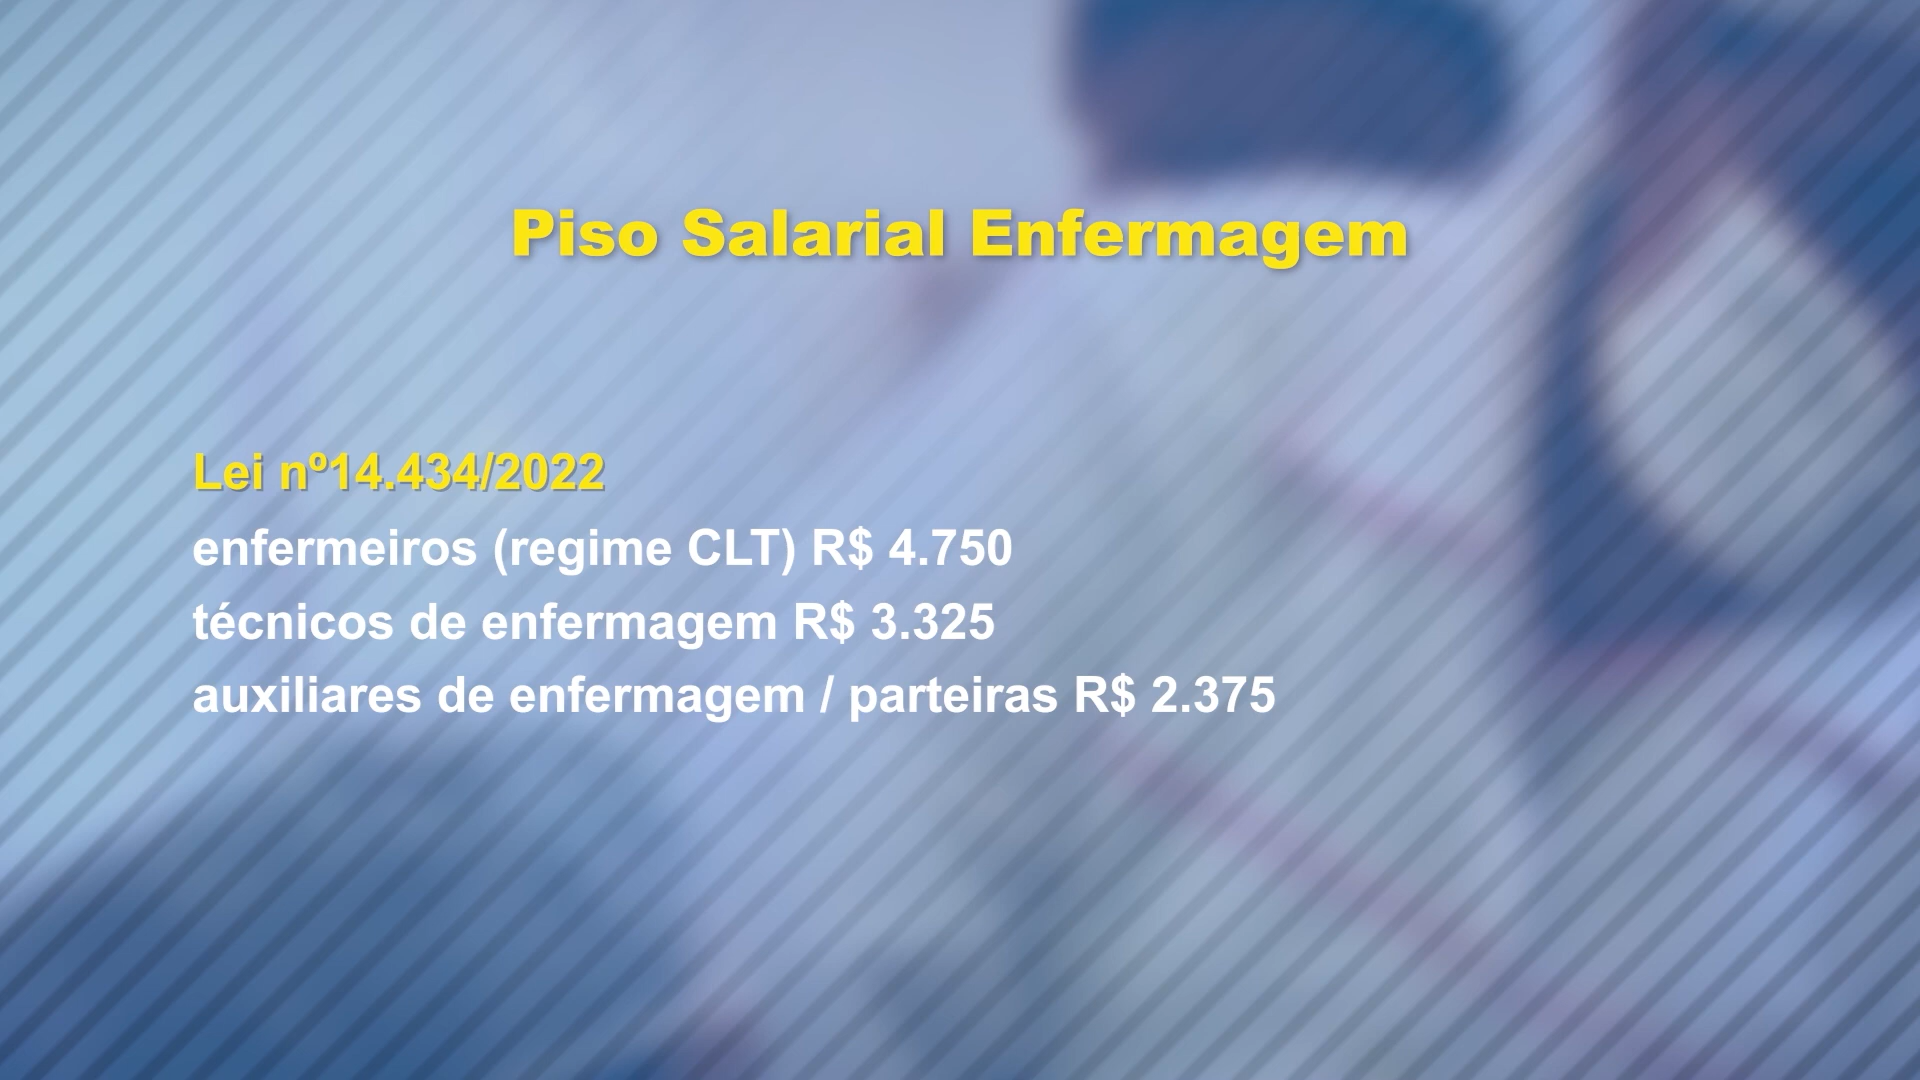 Piso Salarial Enfermagem
Lei nº14.434/2022
enfermeiros (regime CLT) R$ 4.750
técnicos de enfermagem R$ 3.325
auxiliares de enfermagem / parteiras R$ 2.375